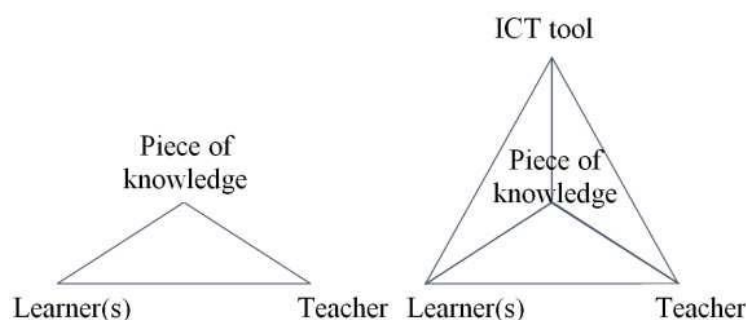 ICT tool
Piece of
knowledge
Piece of
knowledge
Learner(s)
Teacher
Learner(s)
Teacher